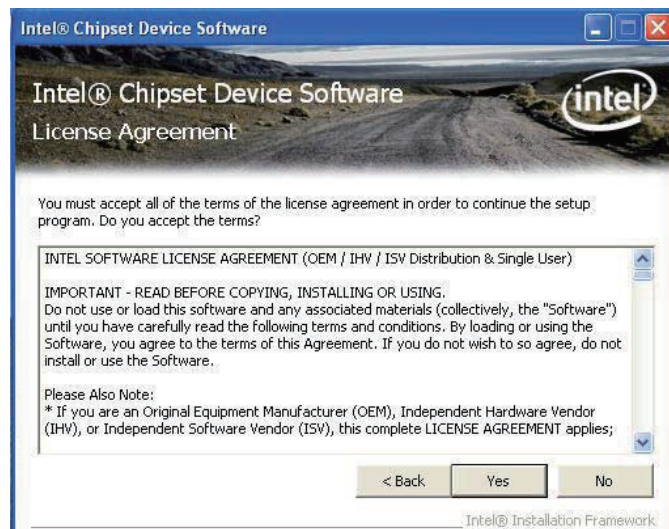 Intel® Chipset Device Software
Intel® Chipset Device Software
intel
License Agreement
You must accept all of the terms of the license agreement in order to continue the setup
program. Do you accept the terms?
INTEL SOFTWARE LICENSE AGREEMENT (OEM / IHV / ISV Distribution & Single User)
IMPORTANT - READ BEFORE COPYING, INSTALLING OR USING.
Do not use or load this software and any associated materials (collectively, the "Software")
until you have carefully read the following terms and conditions. By loading or using the
Software, you agree to the terms of this Agreement. If you do not wish to so agree, do not
install or use the Software.
Please Also Note:
* If you are an Original Equipment Manufacturer (OEM), Independent Hardware Vendor
(IHV), or Independent Software Vendor (ISV), this complete LICENSE AGREEMENT applies;
< Back Yes No
Intel® Installation Framework